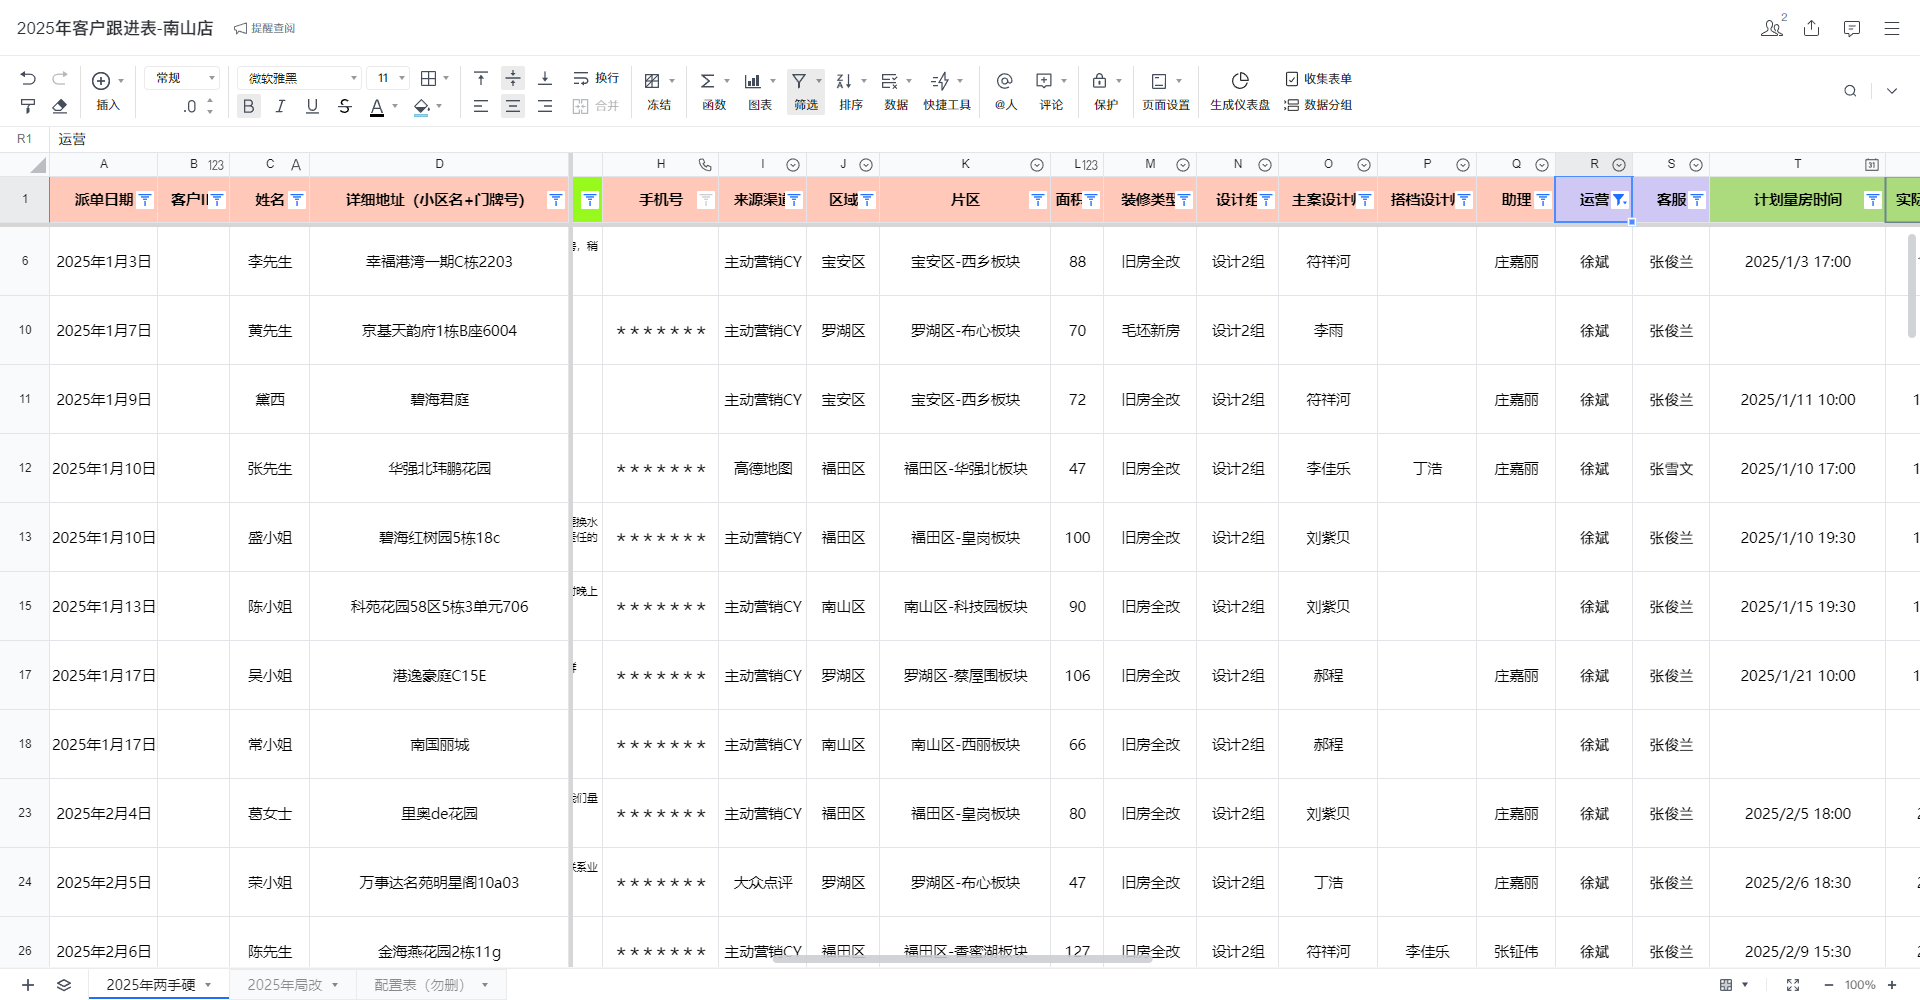 2025年客户跟进表-南山店 提醒查阅 2
插入 常规 .0 微软雅黑 11 B I U S A 换行 合并 冻结 函数 图表 筛选 排序 数据 快捷工具 @人 评论 保护 页面设置 生成仪表盘 收集表单 数据分组
R1 运营
A B 123 C A D H I J K L 123 M N O P Q R S T 31
1 派单日期 客户I 姓名 详细地址（小区名+门牌号） 手机号 来源渠道 区域 片区 面积 装修类型 设计组 主案设计师 搭档设计师 助理 运营 客服 计划量房时间 实际
6 2025年1月3日 李先生 幸福港湾一期C栋2203 ，稍 主动营销CY 宝安区 宝安区-西乡板块 88 旧房全改 设计2组 符祥河 庄嘉丽 徐斌 张俊兰 2025/1/3 17:00
10 2025年1月7日 黄先生 京基天韵府1栋B座6004 ******* 主动营销CY 罗湖区 罗湖区-布心板块 70 毛坯新房 设计2组 李雨 徐斌 张俊兰
11 2025年1月9日 黛西 碧海君庭 主动营销CY 宝安区 宝安区-西乡板块 72 旧房全改 设计2组 符祥河 庄嘉丽 徐斌 张俊兰 2025/1/11 10:00 1
12 2025年1月10日 张先生 华强北玮鹏花园 ******* 高德地图 福田区 福田区-华强北板块 47 旧房全改 设计2组 李佳乐 丁浩 庄嘉丽 徐斌 张雪文 2025/1/10 17:00 1
13 2025年1月10日 盛小姐 碧海红树园5栋18c 换水 任的 ******* 主动营销CY 福田区 福田区-皇岗板块 100 旧房全改 设计2组 刘紫贝 徐斌 张俊兰 2025/1/10 19:30 1
15 2025年1月13日 陈小姐 科苑花园58区5栋3单元706 晚上 ******* 主动营销CY 南山区 南山区-科技园板块 90 旧房全改 设计2组 刘紫贝 徐斌 张俊兰 2025/1/15 19:30 1
17 2025年1月17日 吴小姐 港逸豪庭C15E ******* 主动营销CY 罗湖区 罗湖区-蔡屋围板块 106 旧房全改 设计2组 郝程 庄嘉丽 徐斌 张俊兰 2025/1/21 10:00 1
18 2025年1月17日 常小姐 南国丽城 ******* 主动营销CY 南山区 南山区-西丽板块 66 旧房全改 设计2组 郝程 徐斌 张俊兰
23 2025年2月4日 葛女士 里奥de花园 们量 ******* 主动营销CY 福田区 福田区-皇岗板块 80 旧房全改 设计2组 刘紫贝 庄嘉丽 徐斌 张俊兰 2025/2/5 18:00 2
24 2025年2月5日 荣小姐 万事达名苑明星阁10a03 系业 ******* 大众点评 罗湖区 罗湖区-布心板块 47 旧房全改 设计2组 丁浩 庄嘉丽 徐斌 张俊兰 2025/2/6 18:30 2
26 2025年2月6日 陈先生 金海燕花园2栋11g ******* 主动营销CY 福田区 福田区-香蜜湖板块 127 旧房全改 设计2组 符祥河 李佳乐 张钲伟 徐斌 张俊兰 2025/2/9 15:30 2
2025年两手硬 2025年局改 配置表（勿删） 100%